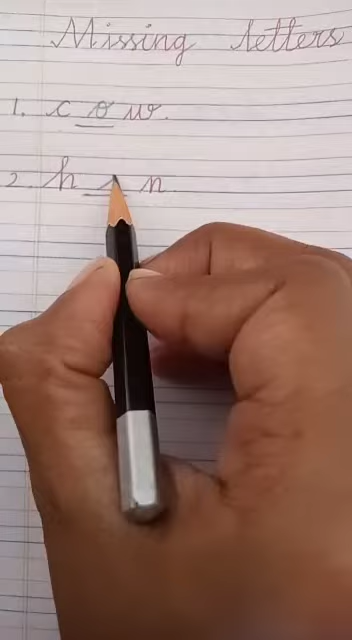 Missing letters
1. c o w.
2. h _ n